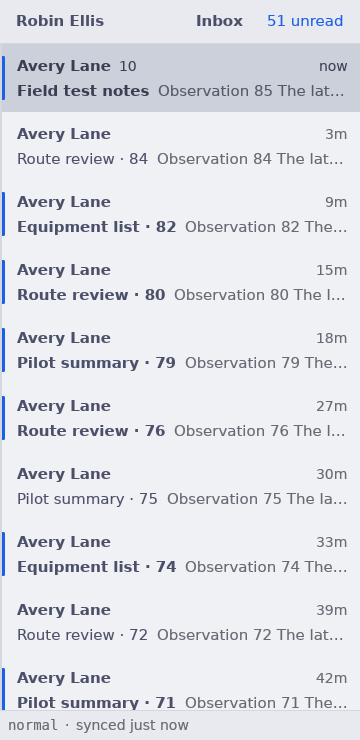 Robin Ellis Inbox 51 unread
Avery Lane 10 now
Field test notes Observation 85 The lat…
Avery Lane 3m
Route review · 84 Observation 84 The lat…
Avery Lane 9m
Equipment list · 82 Observation 82 The…
Avery Lane 15m
Route review · 80 Observation 80 The l…
Avery Lane 18m
Pilot summary · 79 Observation 79 The…
Avery Lane 27m
Route review · 76 Observation 76 The l…
Avery Lane 30m
Pilot summary · 75 Observation 75 The la…
Avery Lane 33m
Equipment list · 74 Observation 74 The…
Avery Lane 39m
Route review · 72 Observation 72 The lat…
Avery Lane 42m
Pilot summary · 71 Observation 71 The…
normal · synced just now